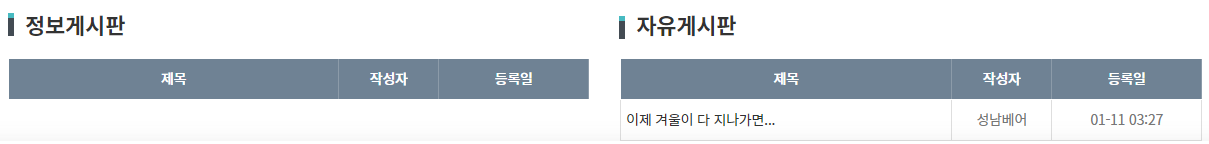 정보게시판
제목 작성자 등록일
자유게시판
제목 작성자 등록일
이제 겨울이 다 지나가면... 성남베어 01-11 03:27